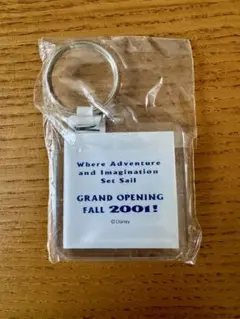 Where Adventure
and Imagination
Set Sail
GRAND OPENING
FALL 2001!
© Disney